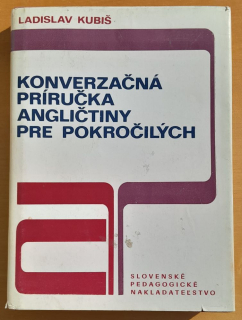 LADISLAV KUBIŠ
KONVERZAČNÁ
PRÍRUČKA
ANGLIČTINY
PRE POKROČILÝCH
SLOVENSKÉ
PEDAGOGICKÉ
NAKLADATEĽSTVO